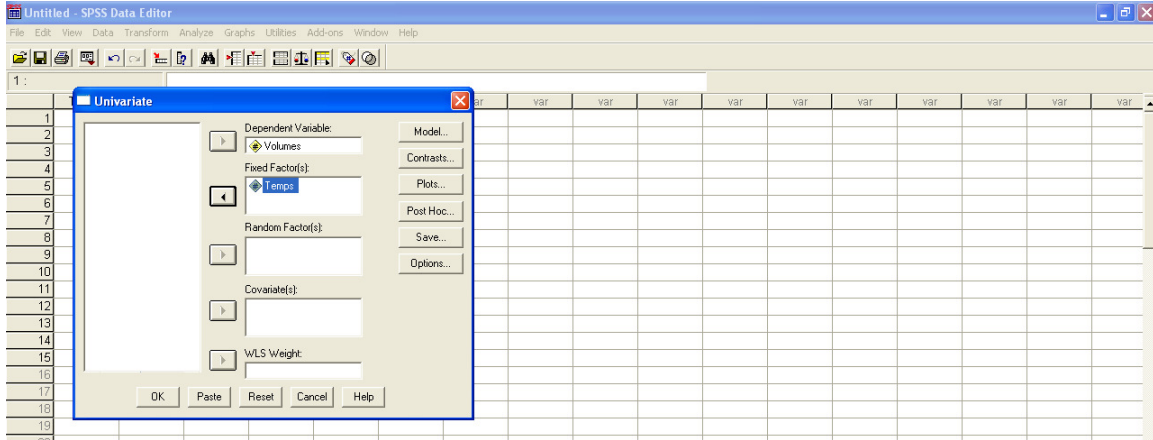 Untitled - SPSS Data Editor
File Edit View Data Transform Analyze Graphs Utilities Add-ons Window Help
1 :
var var var var var var var var var var
Univariate
Dependent Variable:
Volumes
Fixed Factor(s):
Temps
Random Factor(s):
Covariate(s):
WLS Weight:
Model...
Contrasts...
Plots...
Post Hoc...
Save...
Options...
OK Paste Reset Cancel Help
1
2
3
4
5
6
7
8
9
10
11
12
13
14
15
16
17
18
19